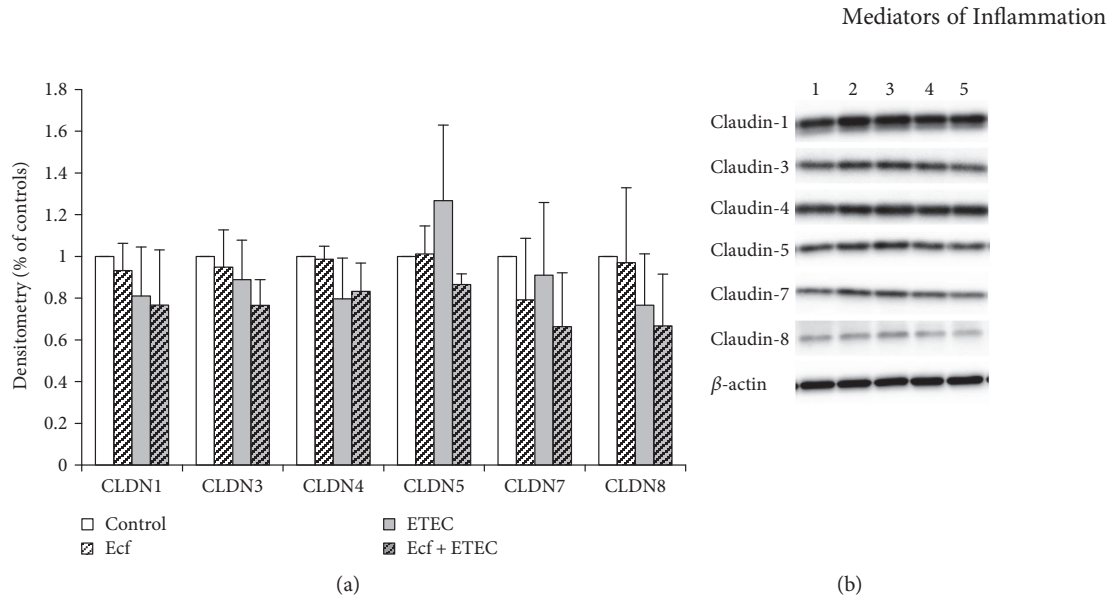 Mediators of Inflammation
1.8
1.6
1.4
1.2
1
0.8
0.6
0.4
0.2
0
Densitometry (% of controls)
CLDN1 CLDN3 CLDN4 CLDN5 CLDN7 CLDN8
Control ETEC
Ecf Ecf + ETEC
(a)
1 2 3 4 5
Claudin-1
Claudin-3
Claudin-4
Claudin-5
Claudin-7
Claudin-8
β-actin
(b)